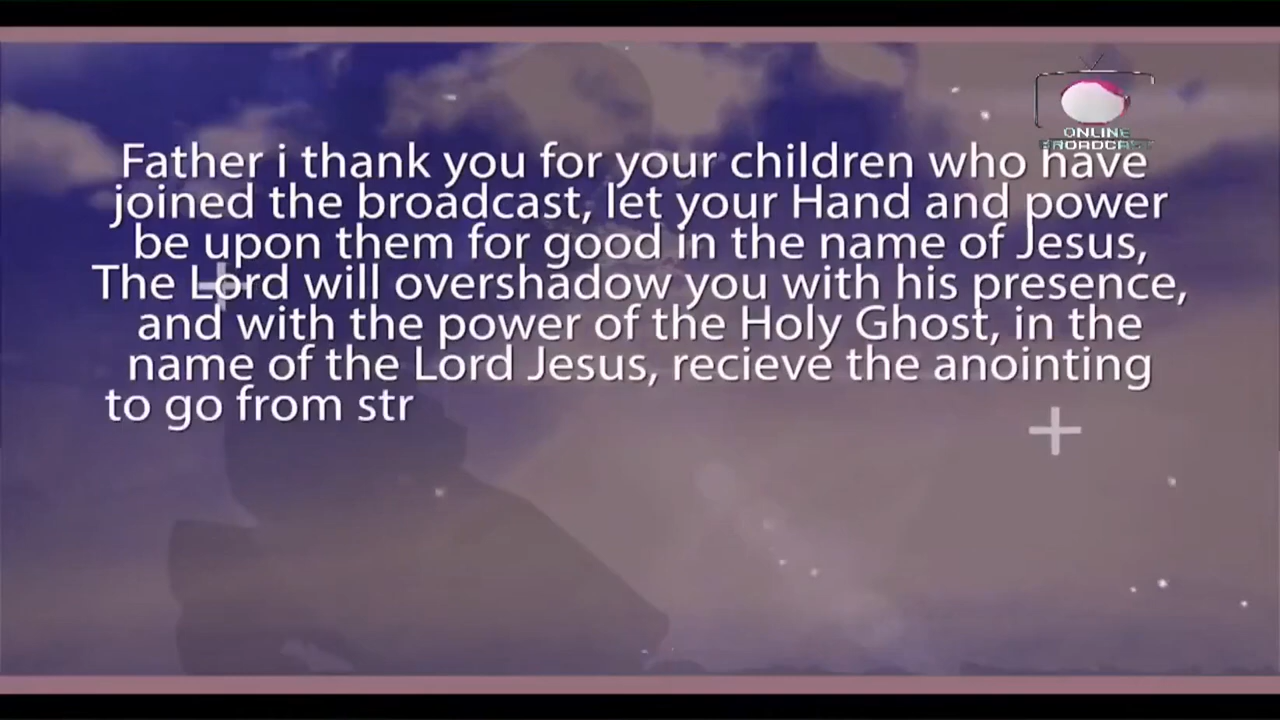 ONLINE
BROADCAST
Father i thank you for your children who have
joined the broadcast, let your Hand and power
be upon them for good in the name of Jesus,
The Lord will overshadow you with his presence,
and with the power of the Holy Ghost, in the
name of the Lord Jesus, recieve the anointing
to go from str